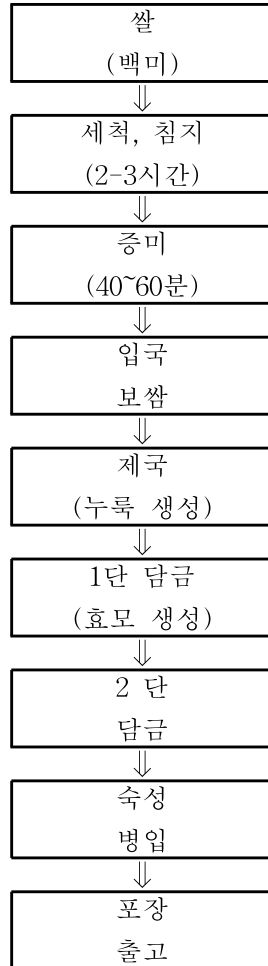 쌀
(백미)
⇓
세척, 침지
(2-3시간)
⇓
증미
(40~60분)
⇓
입국
보쌈
⇓
제국
(누룩 생성)
⇓
1단 담금
(효모 생성)
⇓
2 단
담금
⇓
숙성
병입
⇓
포장
출고